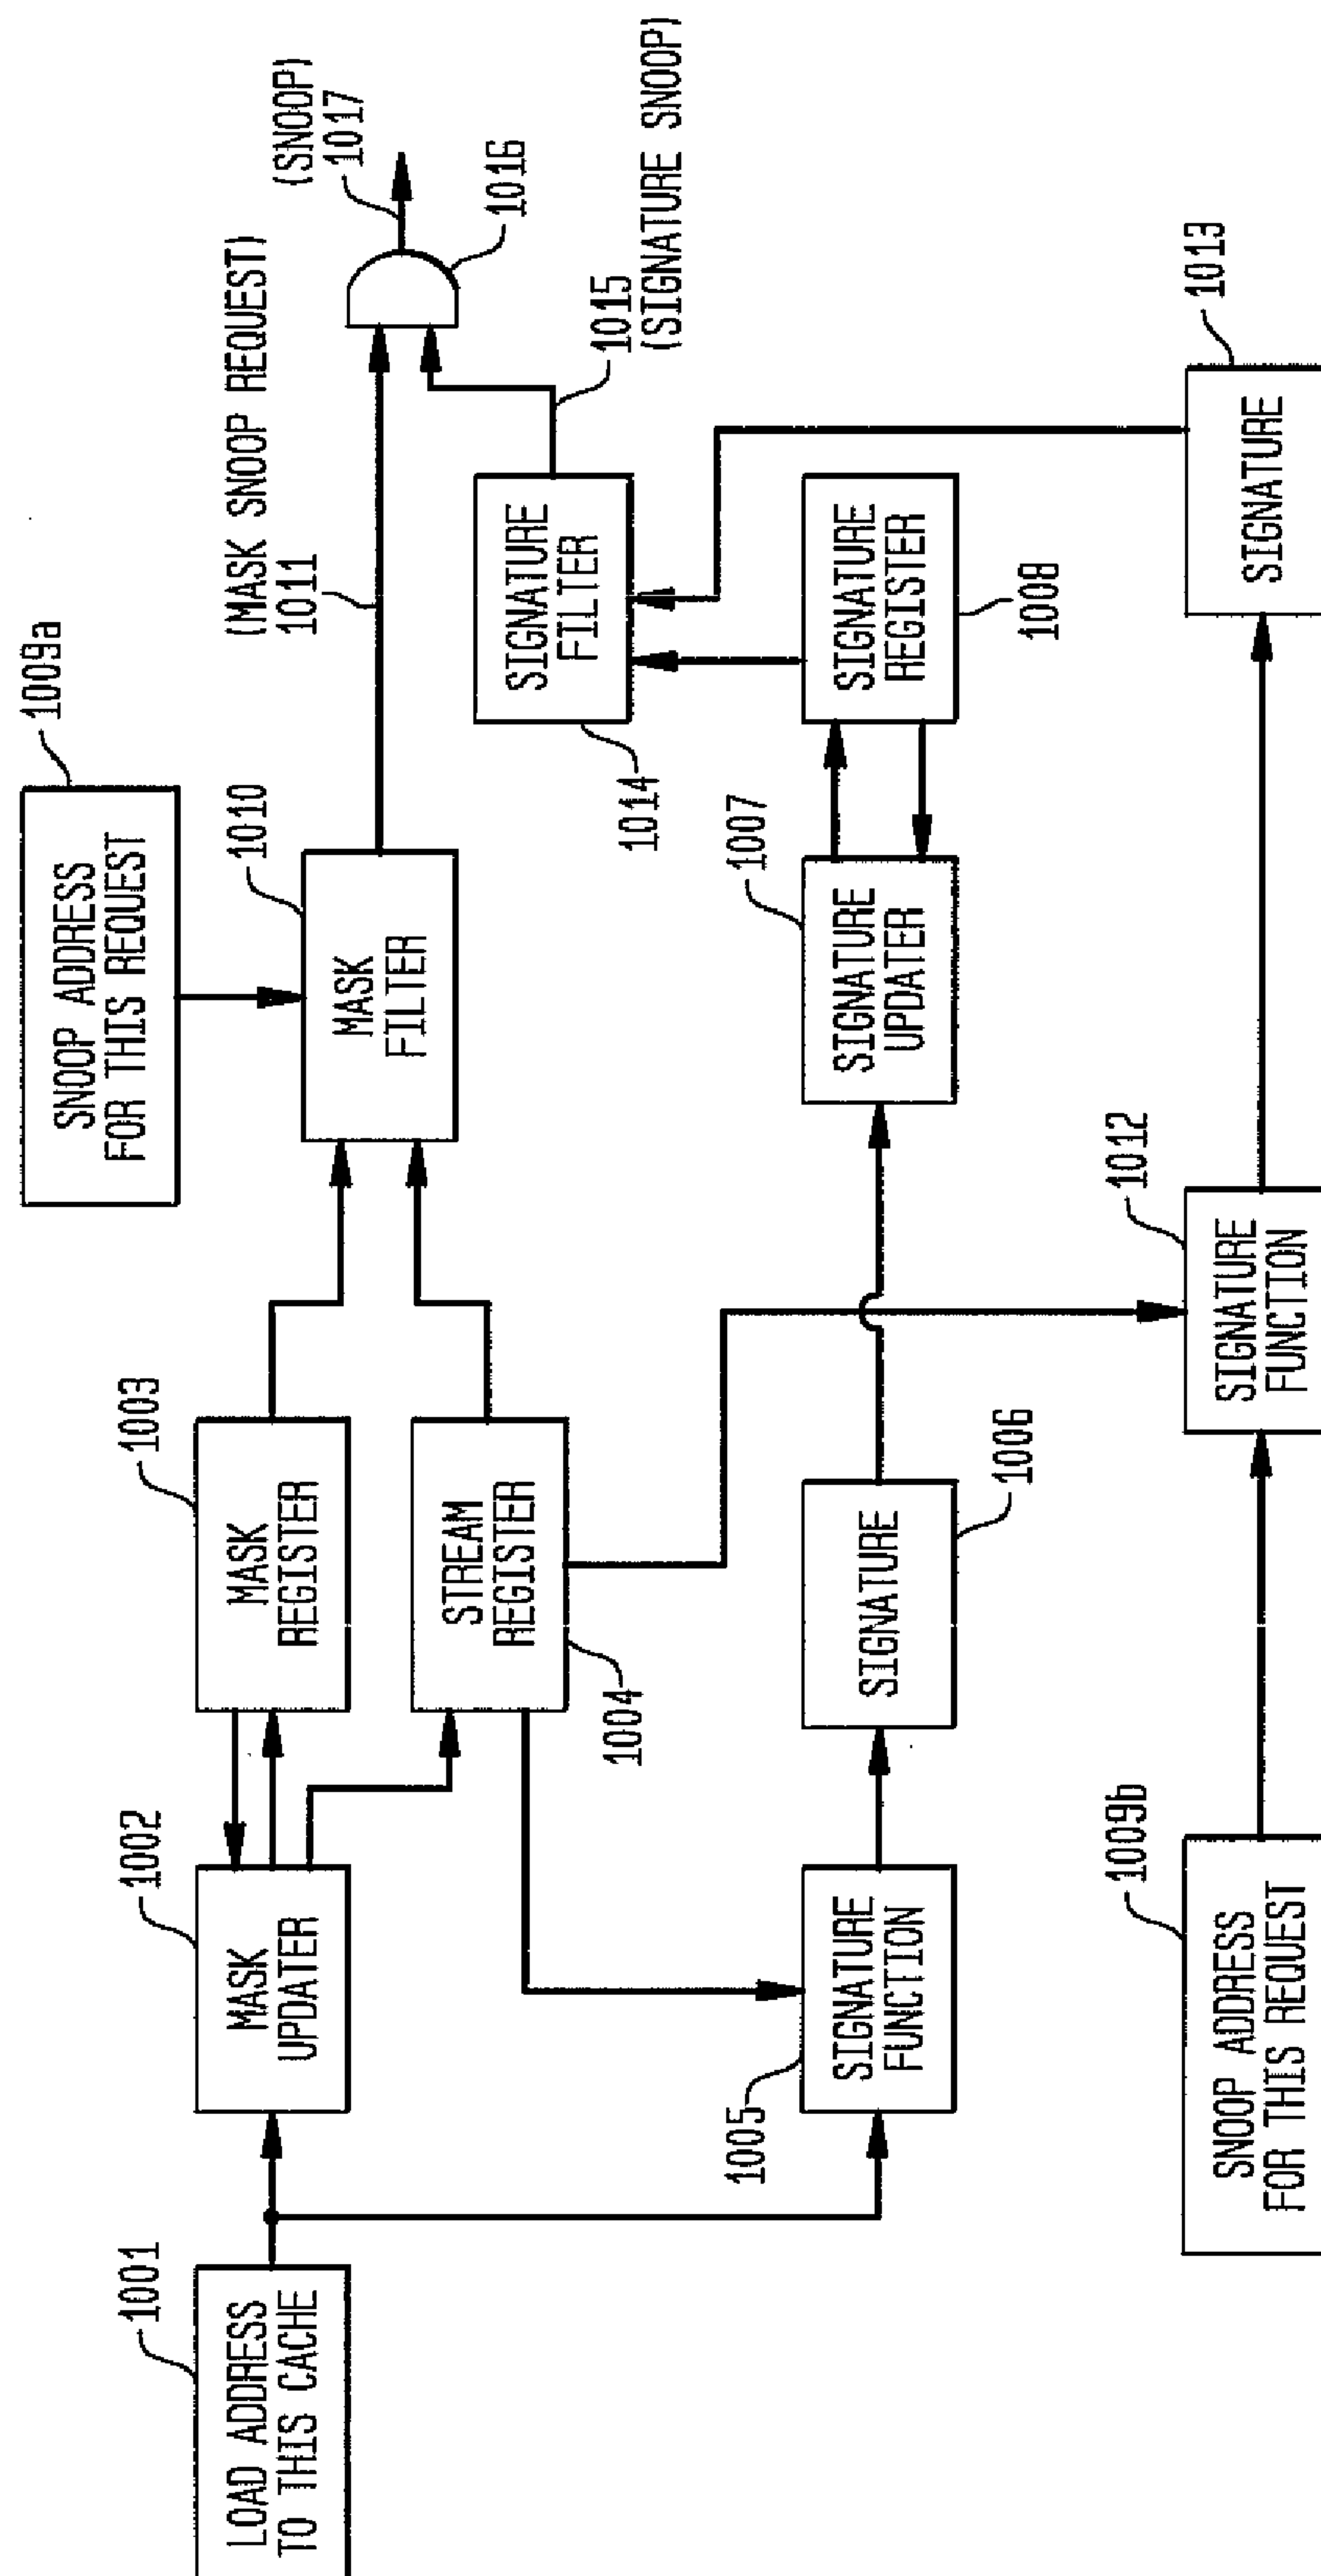 1001
LOAD ADDRESS
TO THIS CACHE
1002
MASK
UPDATER
1003
MASK
REGISTER
STREAM
REGISTER
1004
SNOOP ADDRESS
FOR THIS REQUEST
1009a
1010
MASK
FILTER
(MASK SNOOP REQUEST)
1011
(SNOOP)
1017
1016
1015
(SIGNATURE SNOOP)
SIGNATURE
FILTER
1014
1005
SIGNATURE
FUNCTION
SIGNATURE
1006
1007
SIGNATURE
UPDATER
SIGNATURE
REGISTER
1008
1009b
SNOOP ADDRESS
FOR THIS REQUEST
1012
SIGNATURE
FUNCTION
1013
SIGNATURE